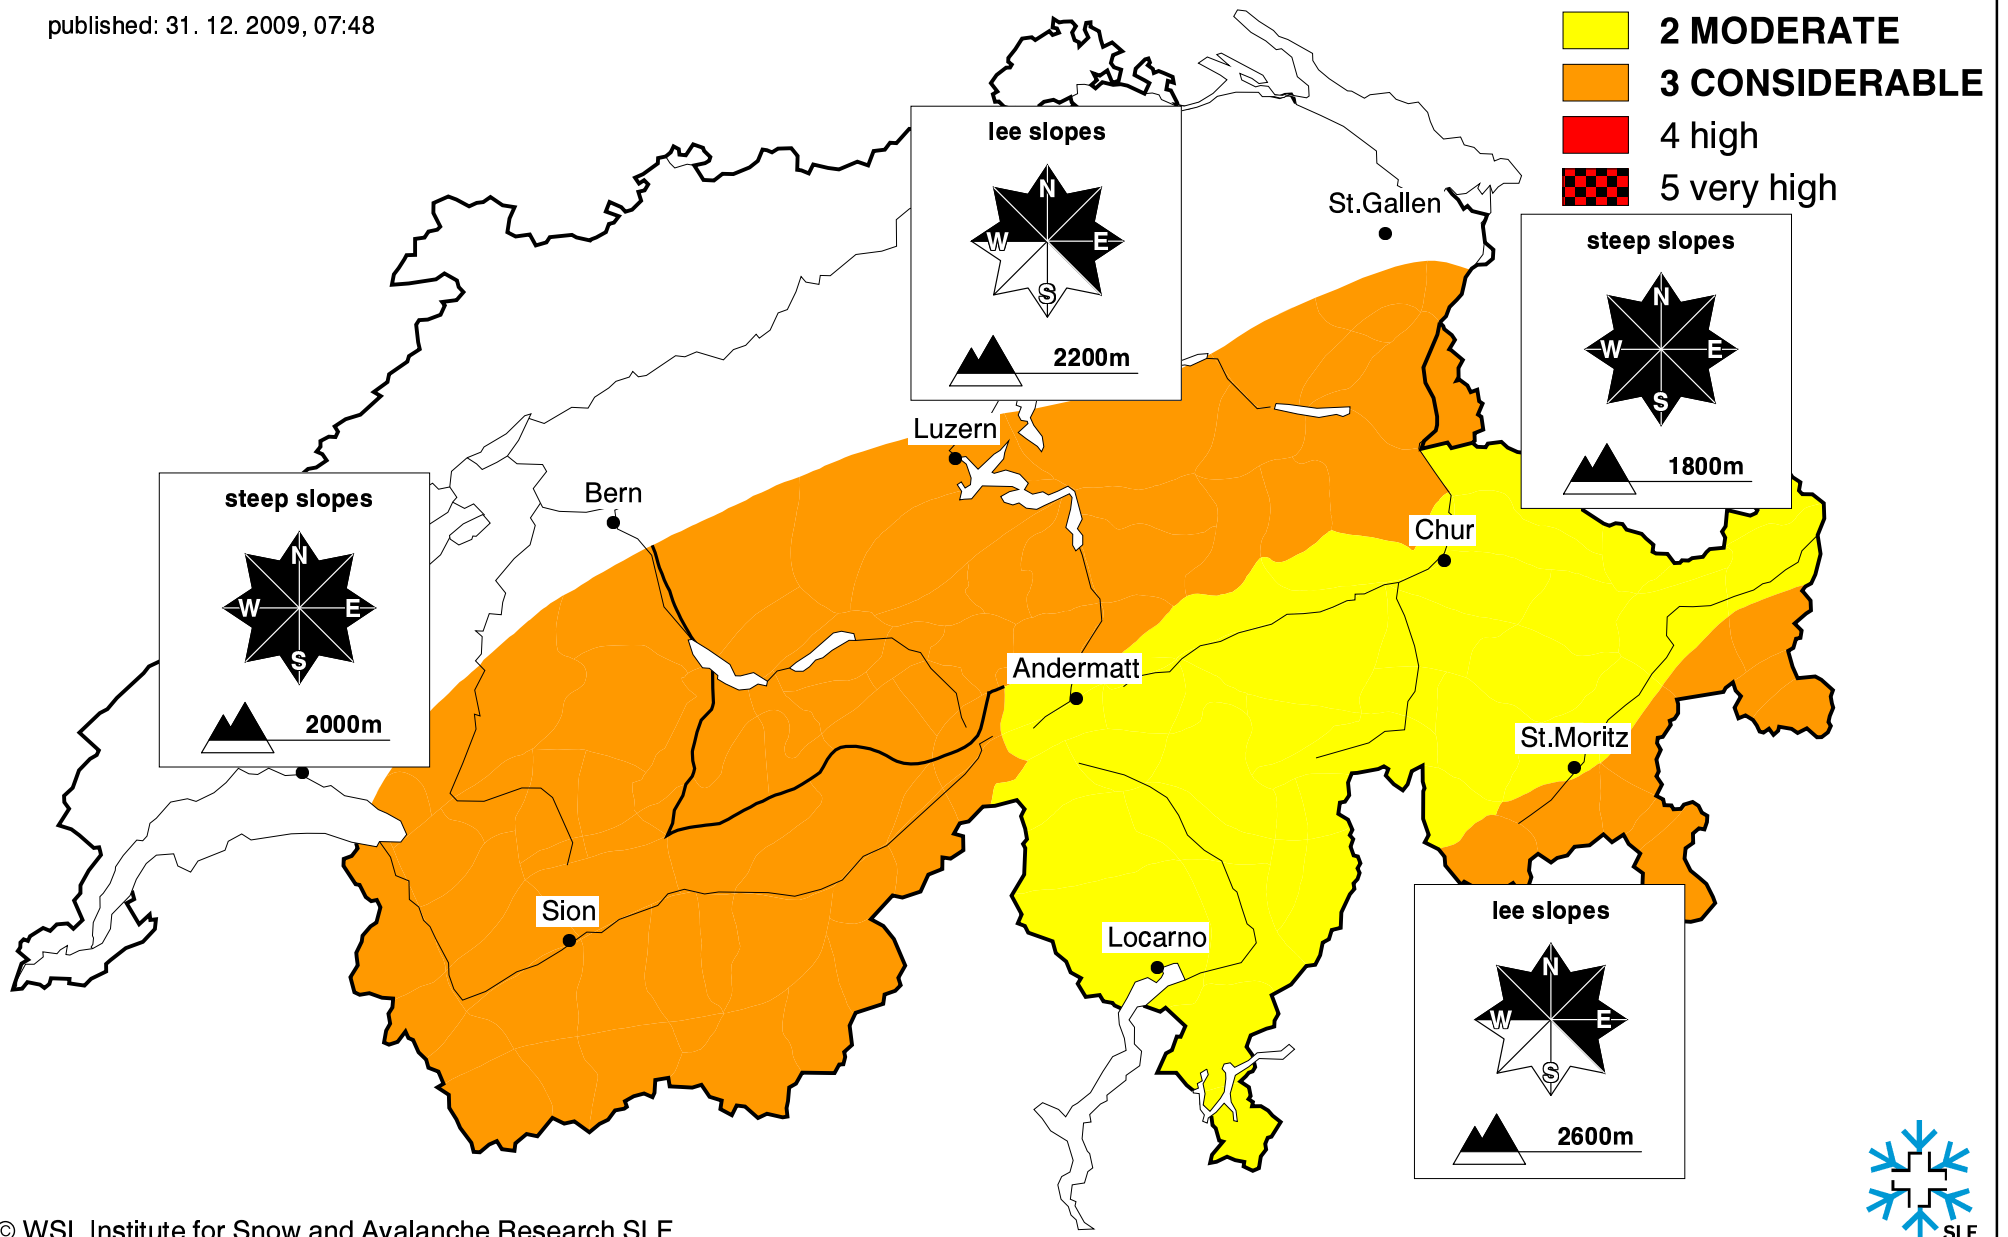 published: 31. 12. 2009, 07:48
2 MODERATE
3 CONSIDERABLE
4 high
5 very high
lee slopes
N
W
E
S
2200m
St.Gallen
steep slopes
N
W
E
S
1800m
Luzern
steep slopes
N
W
E
S
2000m
Bern
Chur
Andermatt
St.Moritz
Sion
Locarno
lee slopes
N
W
E
S
2600m
© WSL Institute for Snow and Avalanche Research SLF
SLF